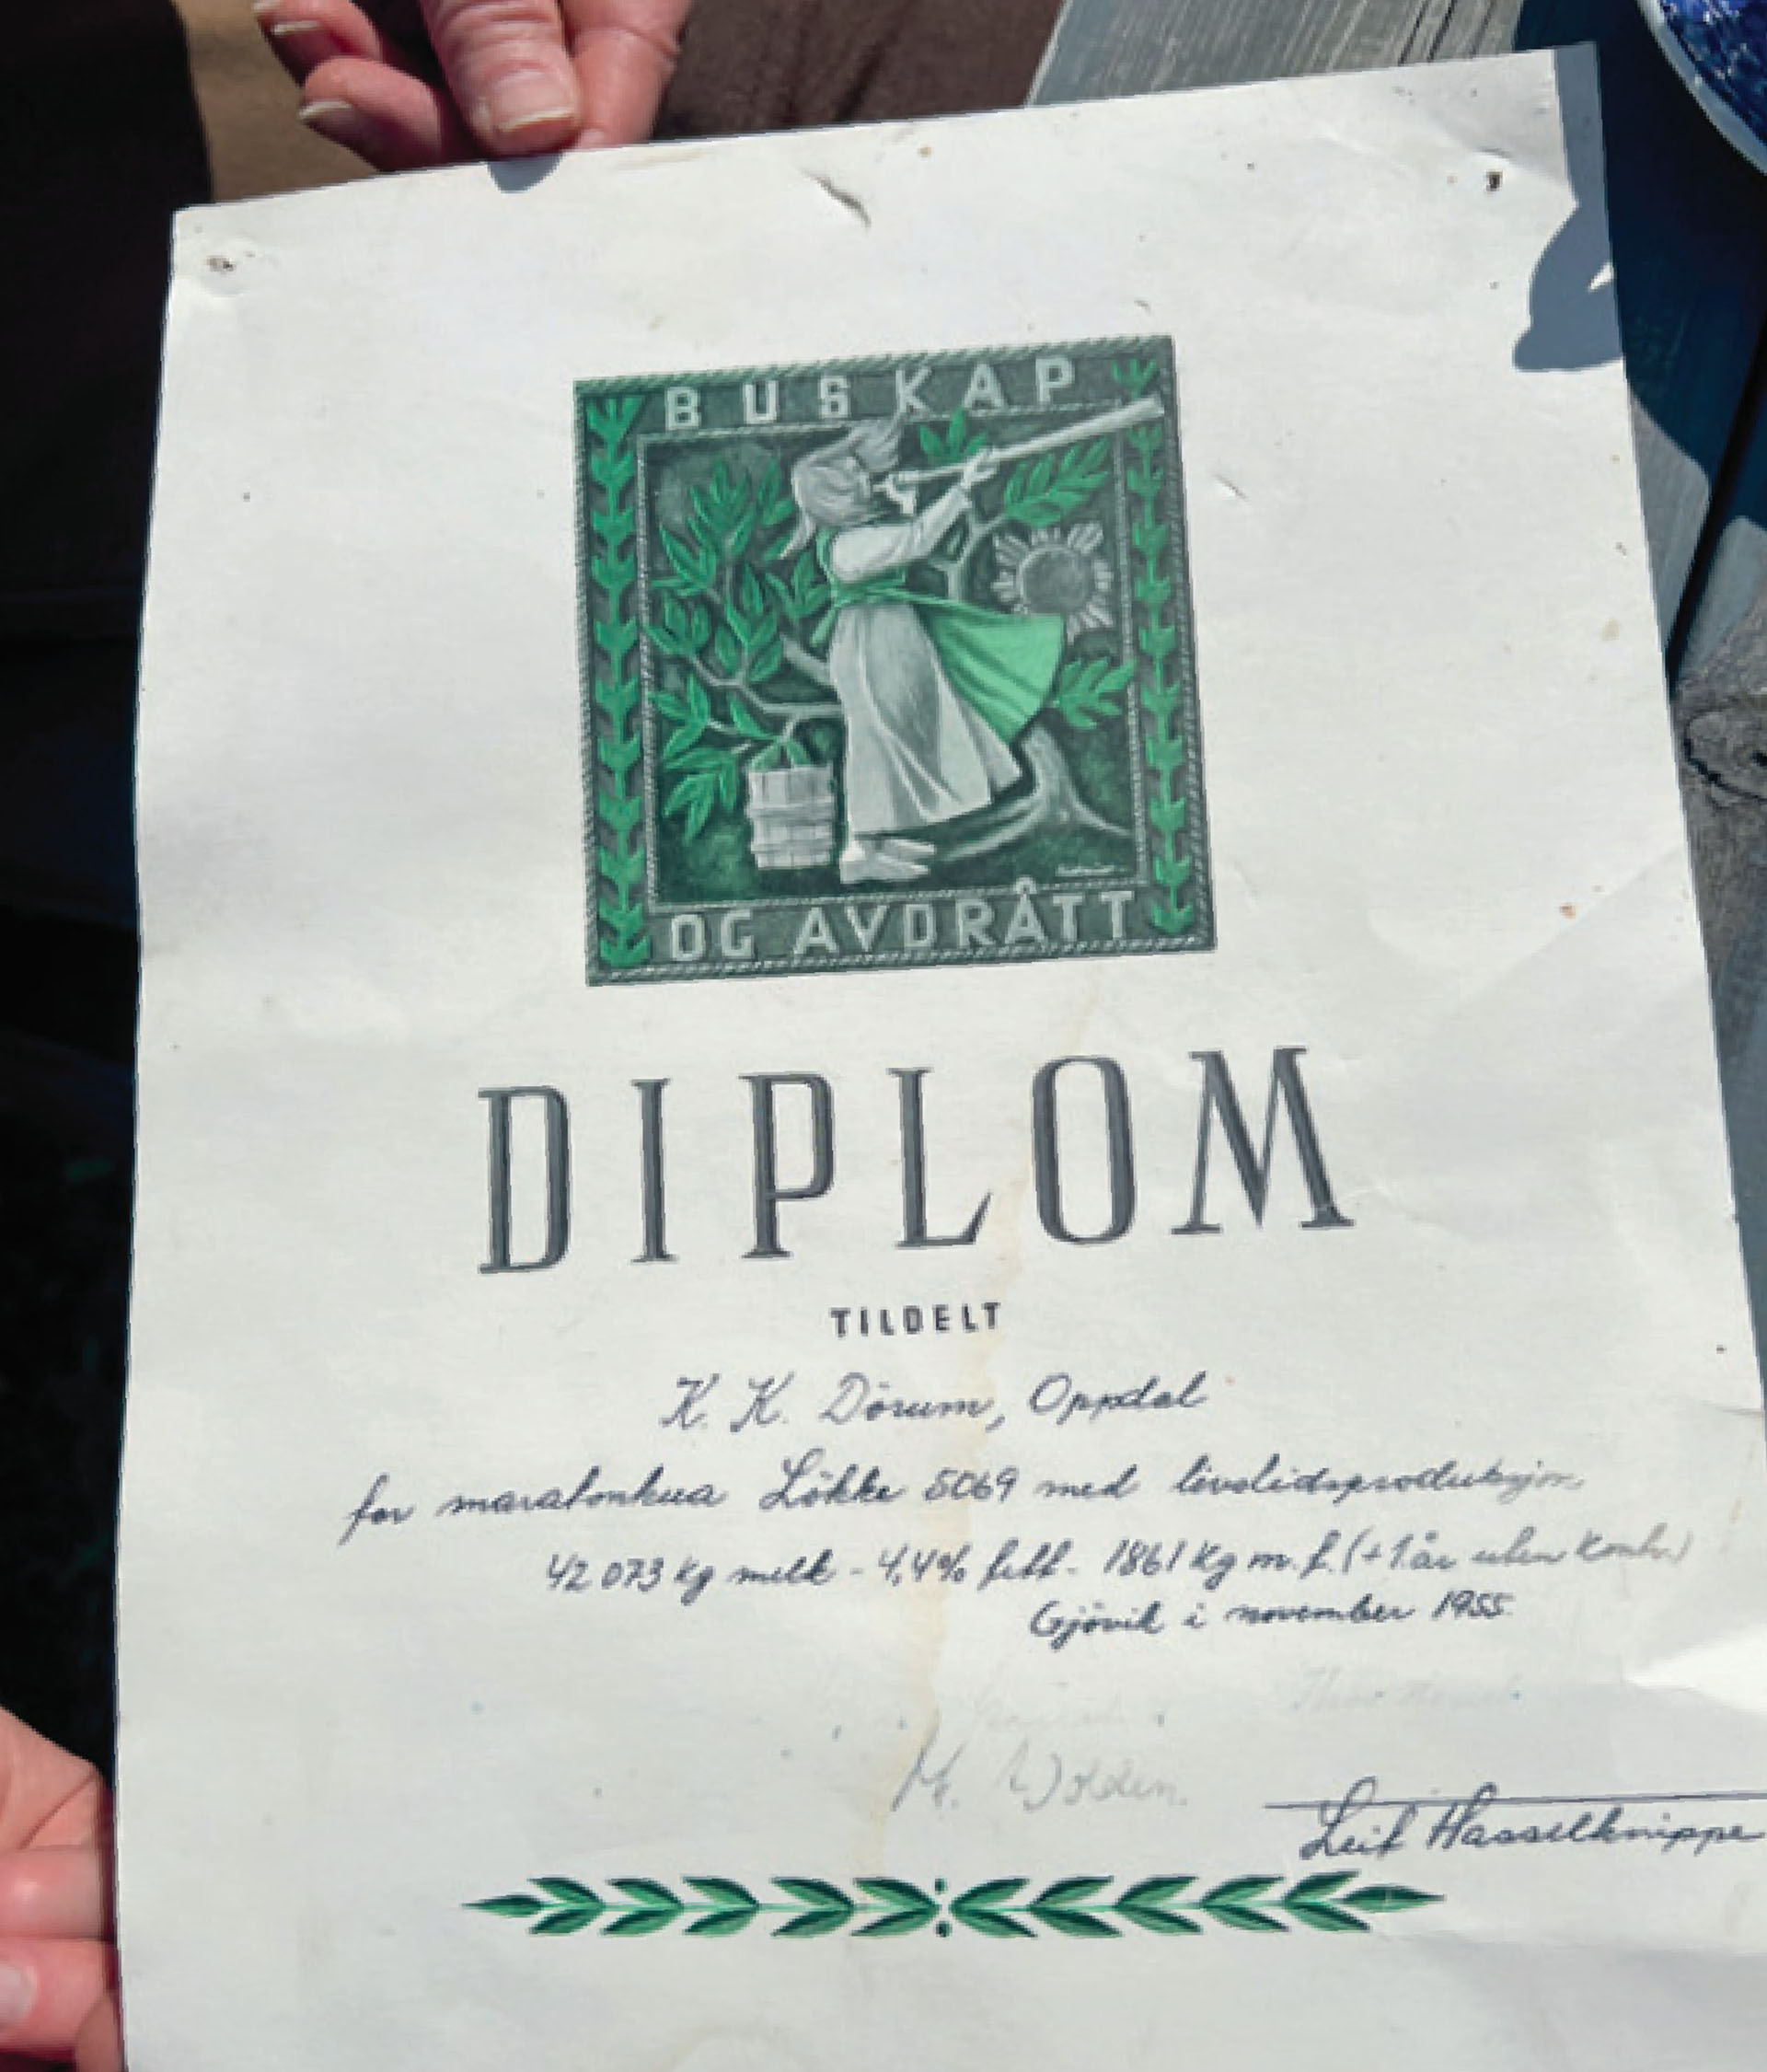 BUSKAP
OG AVDRÅTT
DIPLOM
TILDELT
K. K. Dörum, Oppdal
for maratonkua Lökke 5069 med livstidsproduksjon
42 073 kg melk - 4,4% fett - 1861 kg m. f. (+ 1 år uten kontr.)
Gjövik i november 1955
M. Wolden.
Leif Hasselknippe